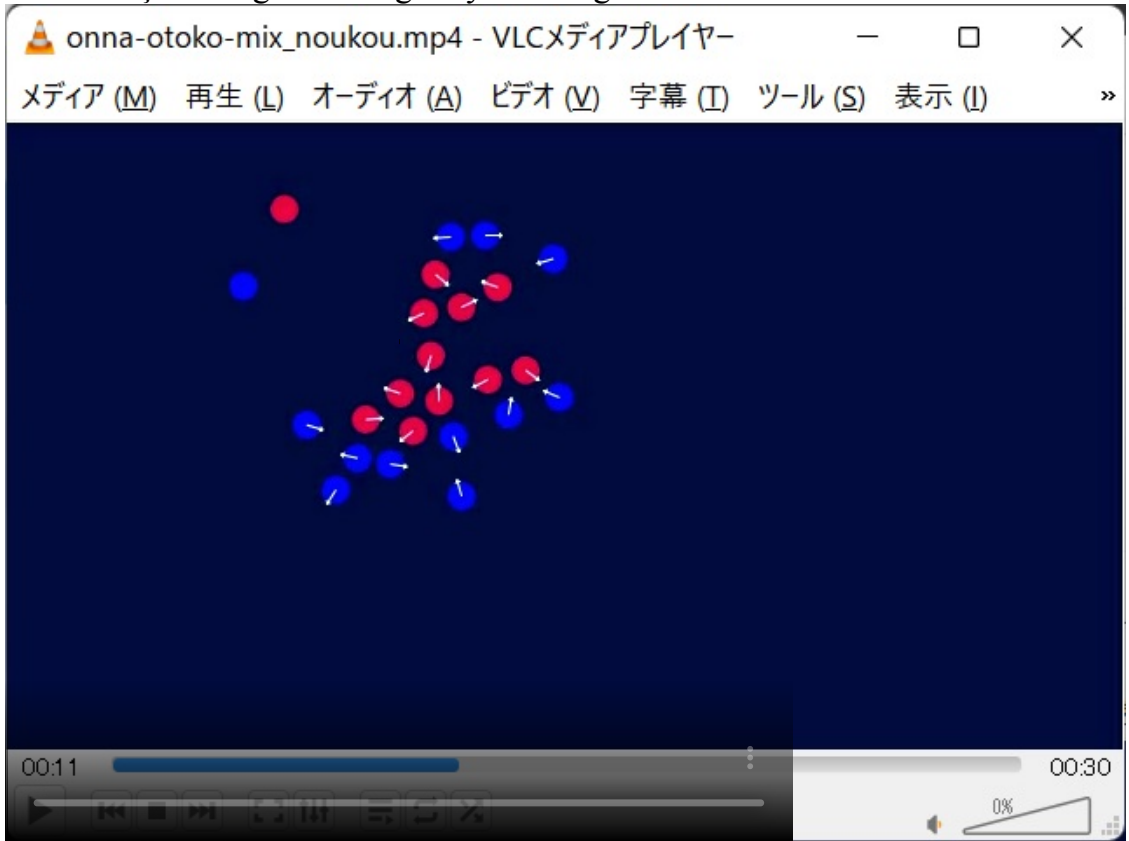 onna-otoko-mix_noukou.mp4 - VLCメディアプレイヤー
メディア (M) 再生 (L) オーディオ (A) ビデオ (V) 字幕 (T) ツール (S) 表示 (I) »
00:11 00:30
0%